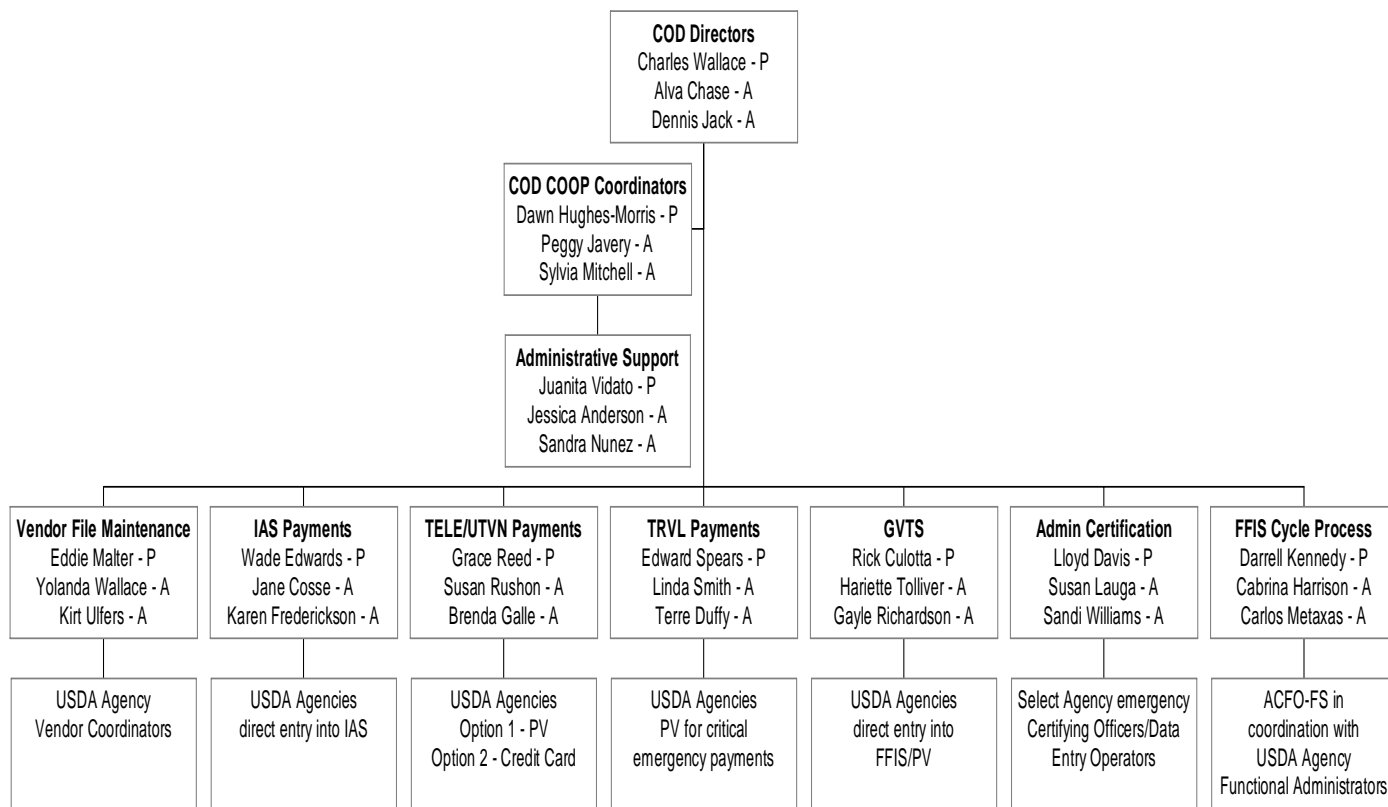 COD Directors
Charles Wallace - P
Alva Chase - A
Dennis Jack - A
COD COOP Coordinators
Dawn Hughes-Morris - P
Peggy Javery - A
Sylvia Mitchell - A
Administrative Support
Juanita Vidato - P
Jessica Anderson - A
Sandra Nunez - A
Vendor File Maintenance
Eddie Malter - P
Yolanda Wallace - A
Kirt Ulfers - A
IAS Payments
Wade Edwards - P
Jane Cosse - A
Karen Frederickson - A
TELE/UTVN Payments
Grace Reed - P
Susan Rushon - A
Brenda Galle - A
TRVL Payments
Edward Spears - P
Linda Smith - A
Terre Duffy - A
GVTS
Rick Culotta - P
Hariette Tolliver - A
Gayle Richardson - A
Admin Certification
Lloyd Davis - P
Susan Lauga - A
Sandi Williams - A
FFIS Cycle Process
Darrell Kennedy - P
Cabrina Harrison - A
Carlos Metaxas - A
USDA Agency
Vendor Coordinators
USDA Agencies
direct entry into IAS
USDA Agencies
Option 1 - PV
Option 2 - Credit Card
USDA Agencies
PV for critical
emergency payments
USDA Agencies
direct entry into
FFIS/PV
Select Agency emergency
Certifying Officers/Data
Entry Operators
ACFO-FS in
coordination with
USDA Agency
Functional Administrators